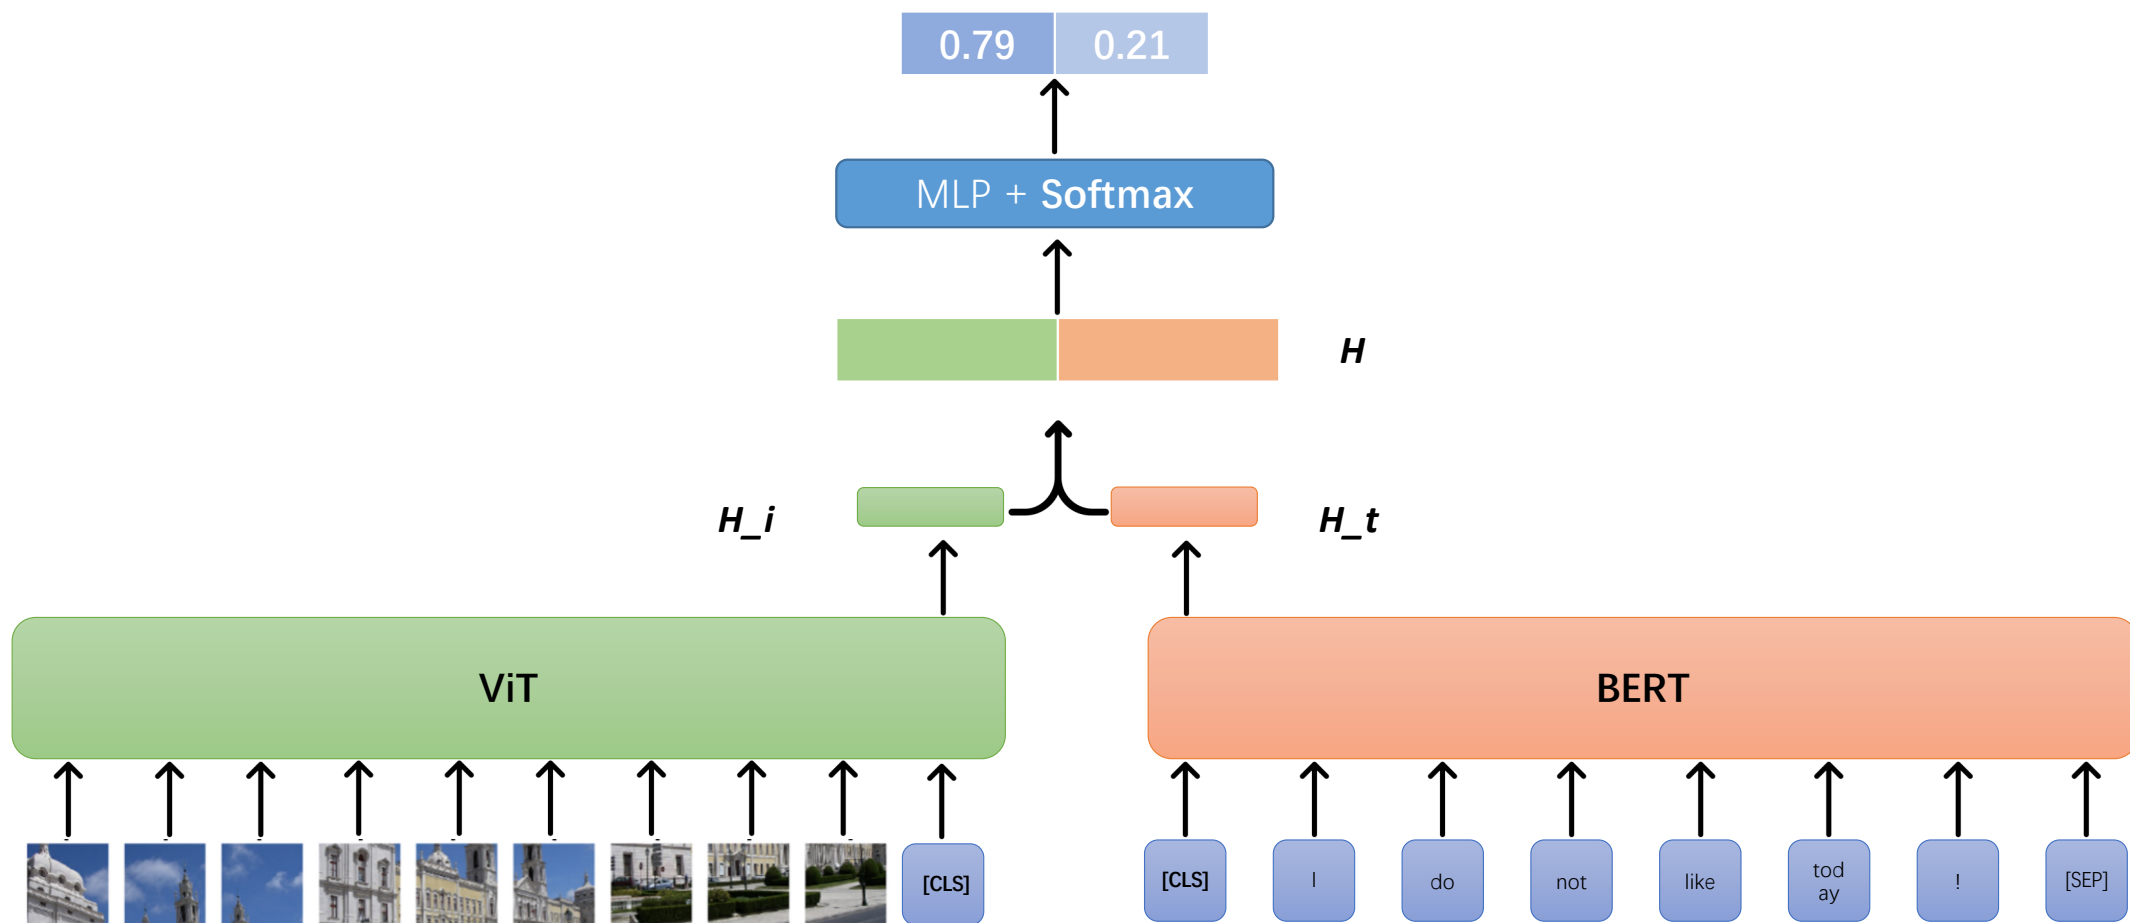 0.79 0.21
MLP + Softmax
H
H_i H_t
ViT BERT
[CLS] [CLS] I do not like tod
ay ! [SEP]